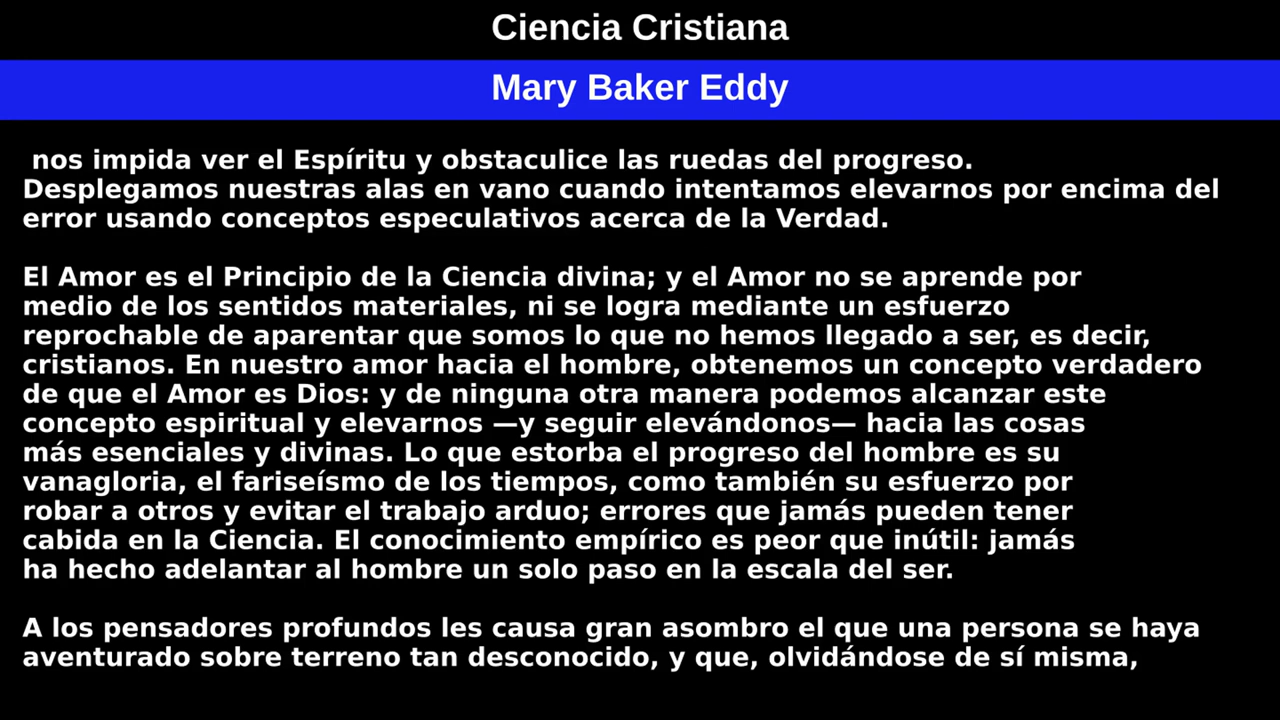 Ciencia Cristiana
Mary Baker Eddy
nos impida ver el Espíritu y obstaculice las ruedas del progreso.
Desplegamos nuestras alas en vano cuando intentamos elevarnos por encima del
error usando conceptos especulativos acerca de la Verdad.
El Amor es el Principio de la Ciencia divina; y el Amor no se aprende por
medio de los sentidos materiales, ni se logra mediante un esfuerzo
reprochable de aparentar que somos lo que no hemos llegado a ser, es decir,
cristianos. En nuestro amor hacia el hombre, obtenemos un concepto verdadero
de que el Amor es Dios: y de ninguna otra manera podemos alcanzar este
concepto espiritual y elevarnos —y seguir elevándonos— hacia las cosas
más esenciales y divinas. Lo que estorba el progreso del hombre es su
vanagloria, el fariseísmo de los tiempos, como también su esfuerzo por
robar a otros y evitar el trabajo arduo; errores que jamás pueden tener
cabida en la Ciencia. El conocimiento empírico es peor que inútil: jamás
ha hecho adelantar al hombre un solo paso en la escala del ser.
A los pensadores profundos les causa gran asombro el que una persona se haya
aventurado sobre terreno tan desconocido, y que, olvidándose de sí misma,